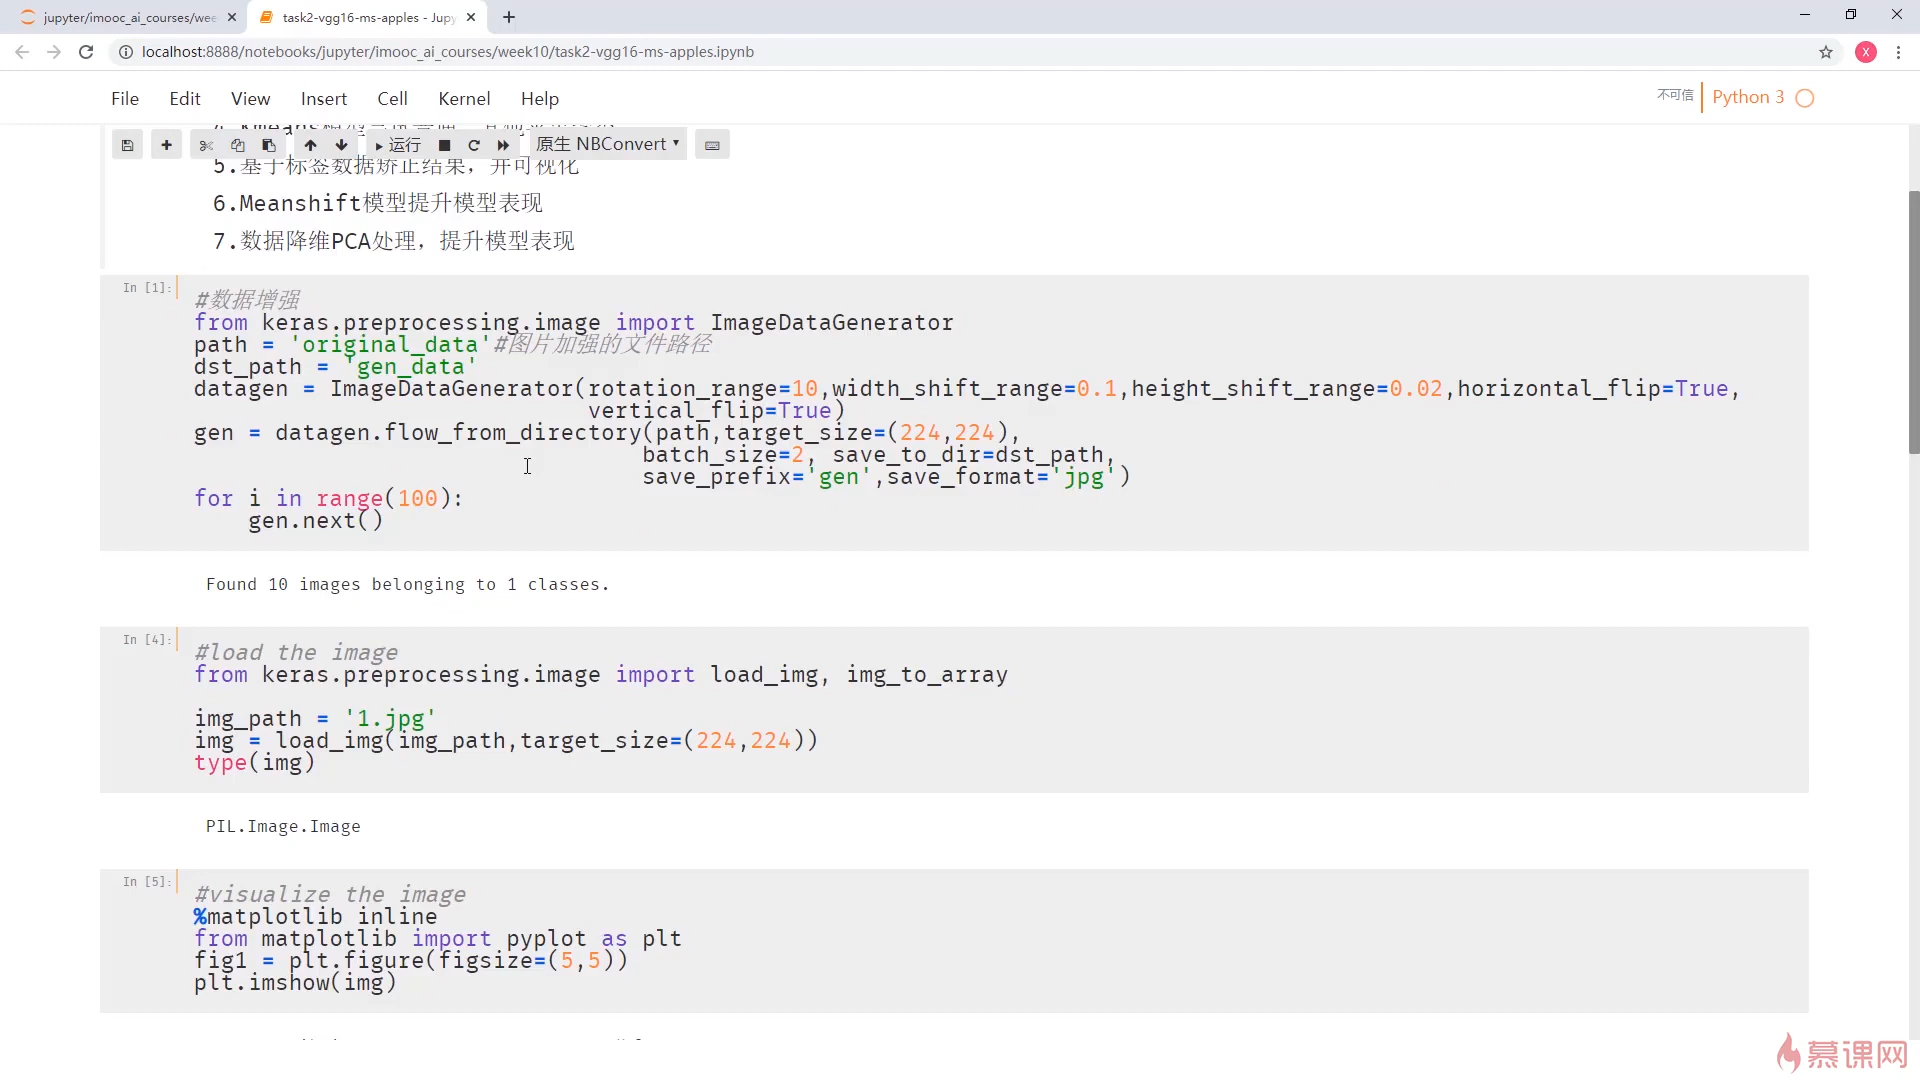 jupyter/imooc_ai_courses/wee
task2-vgg16-ms-apples - Jupy
localhost:8888/notebooks/jupyter/imooc_ai_courses/week10/task2-vgg16-ms-apples.ipynb
X
File Edit View Insert Cell Kernel Help
不可信 Python 3
运行 原生 NBConvert
5.基于标签数据矫正结果，并可视化
6.Meanshift模型提升模型表现
7.数据降维PCA处理，提升模型表现
In [1]:
#数据增强
from keras.preprocessing.image import ImageDataGenerator
path = 'original_data'#图片加强的文件路径
dst_path = 'gen_data'
datagen = ImageDataGenerator(rotation_range=10,width_shift_range=0.1,height_shift_range=0.02,horizontal_flip=True,
vertical_flip=True)
gen = datagen.flow_from_directory(path,target_size=(224,224),
batch_size=2, save_to_dir=dst_path,
save_prefix='gen',save_format='jpg')
for i in range(100):
gen.next()
Found 10 images belonging to 1 classes.
In [4]:
#load the image
from keras.preprocessing.image import load_img, img_to_array
img_path = '1.jpg'
img = load_img(img_path,target_size=(224,224))
type(img)
PIL.Image.Image
In [5]:
#visualize the image
%matplotlib inline
from matplotlib import pyplot as plt
fig1 = plt.figure(figsize=(5,5))
plt.imshow(img)
慕课网